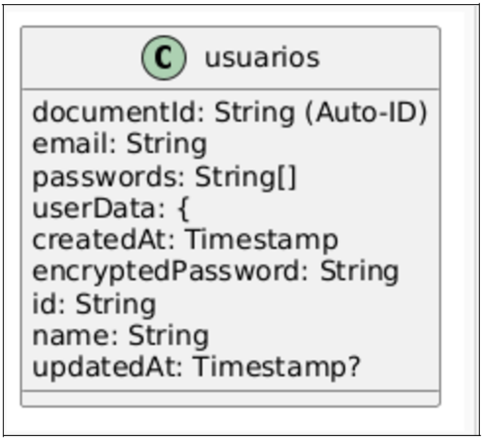 C usuarios
documentId: String (Auto-ID)
email: String
passwords: String[]
userData: {
createdAt: Timestamp
encryptedPassword: String
id: String
name: String
updatedAt: Timestamp?